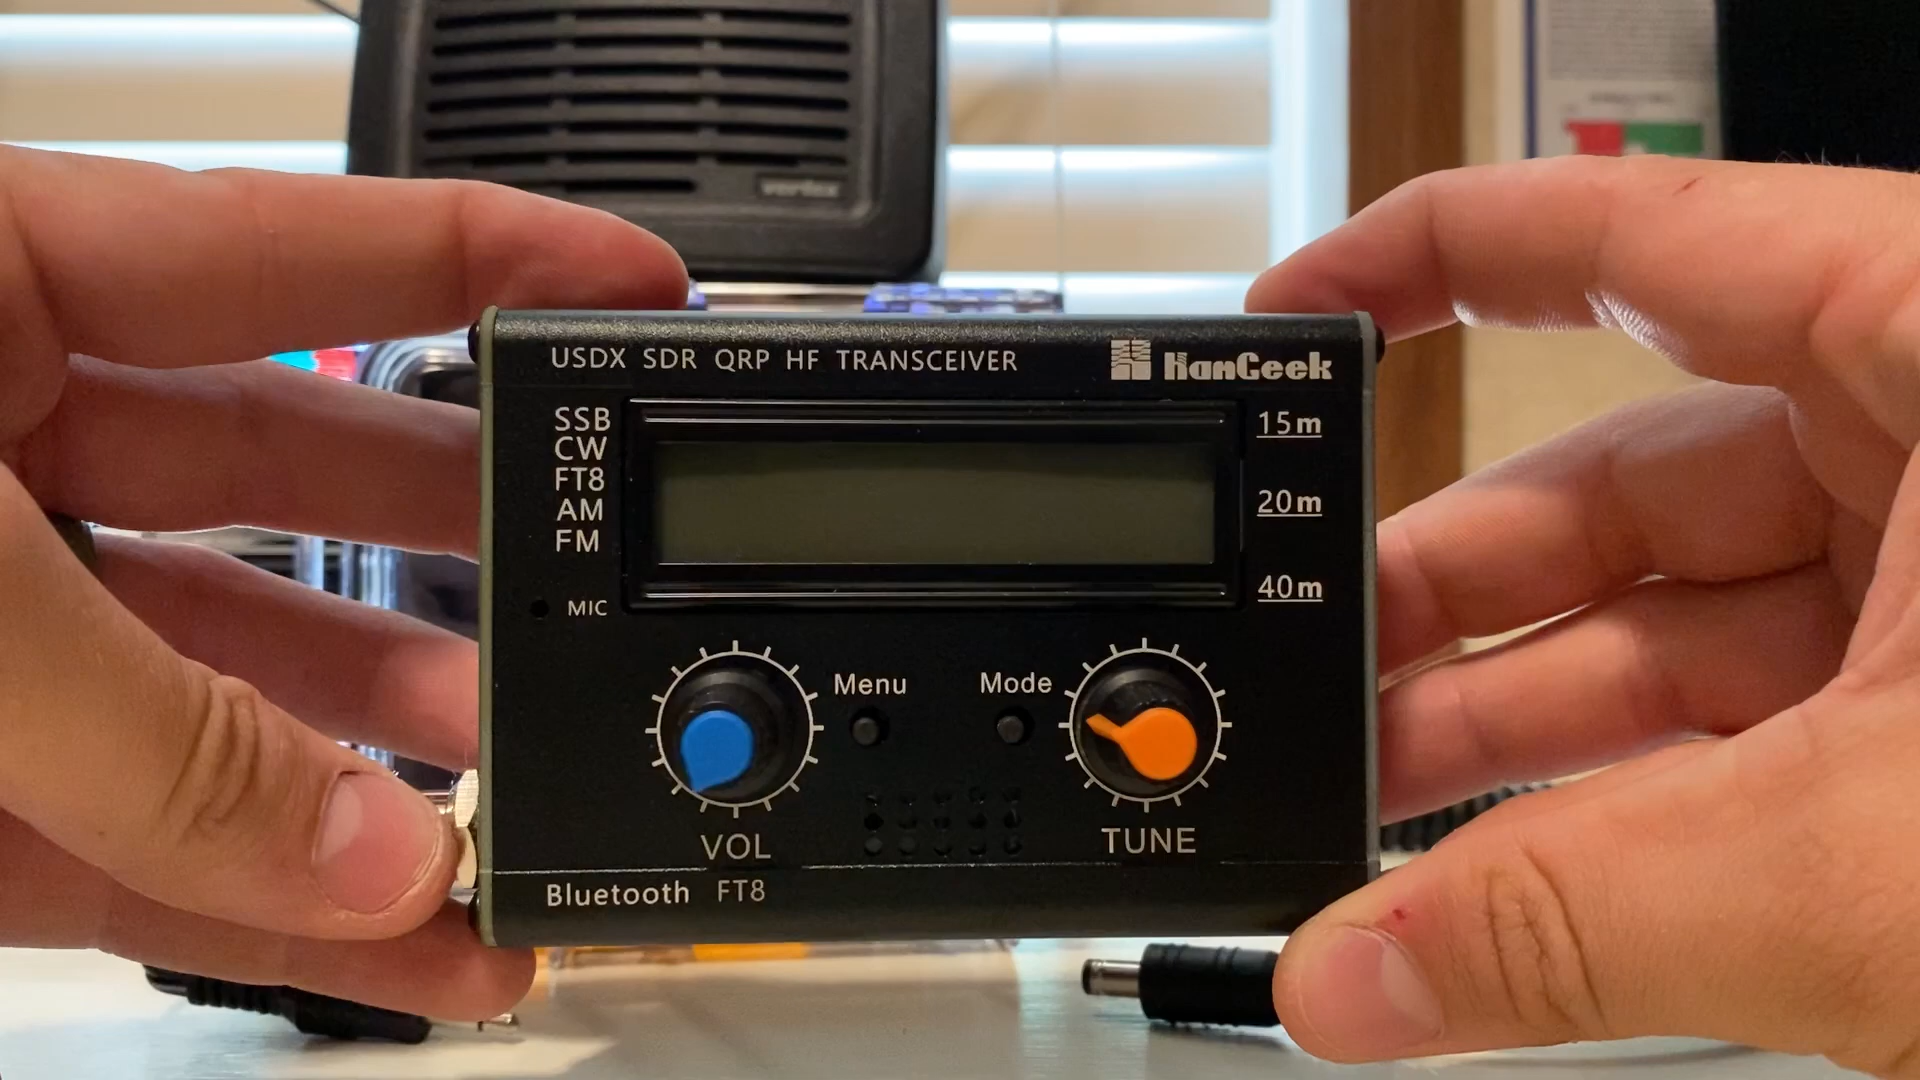 vertex
USDX SDR QRP HF TRANSCEIVER
HanGeek
SSB
CW
FT8
AM
FM
MIC
15m
20m
40m
Menu
Mode
VOL
TUNE
Bluetooth FT8